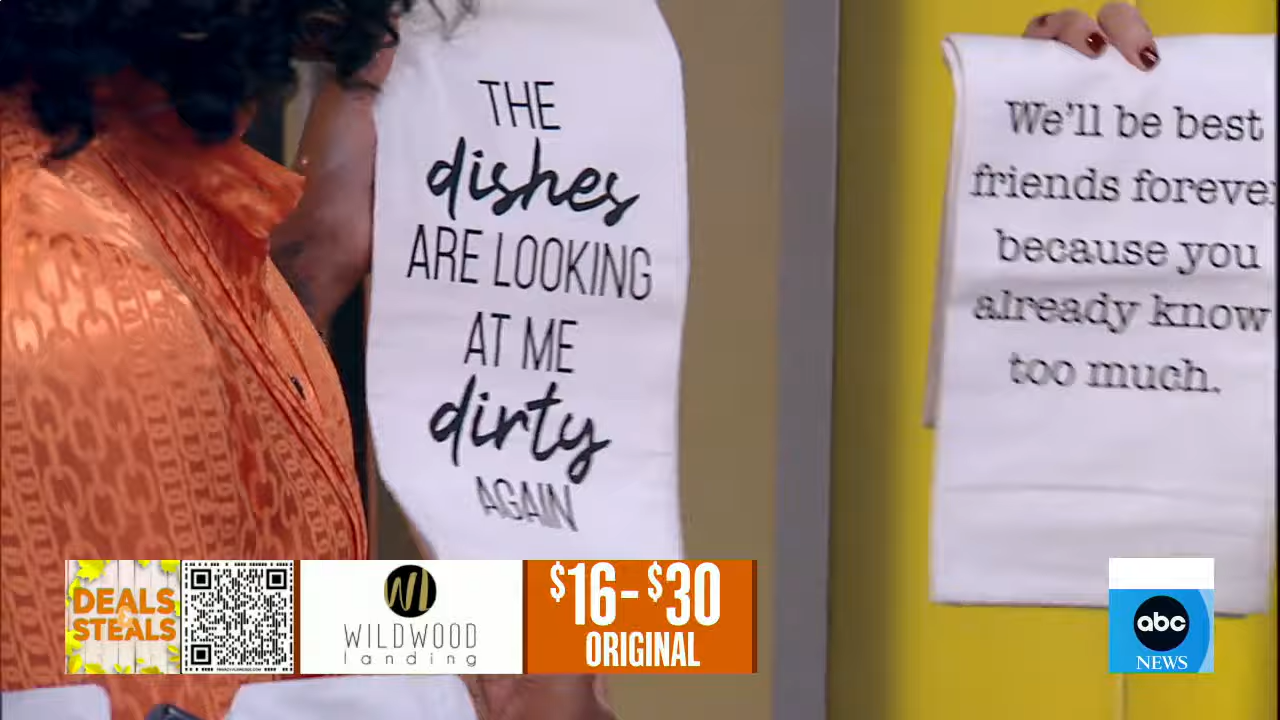 THE
dishes
ARE LOOKING
AT ME
dirty
AGAIN
We'll be best
friends foreve
because you
already know
too much.
DEALS
&
STEALS
WILDWOOD
landing
$16-$30
ORIGINAL
abc
NEWS